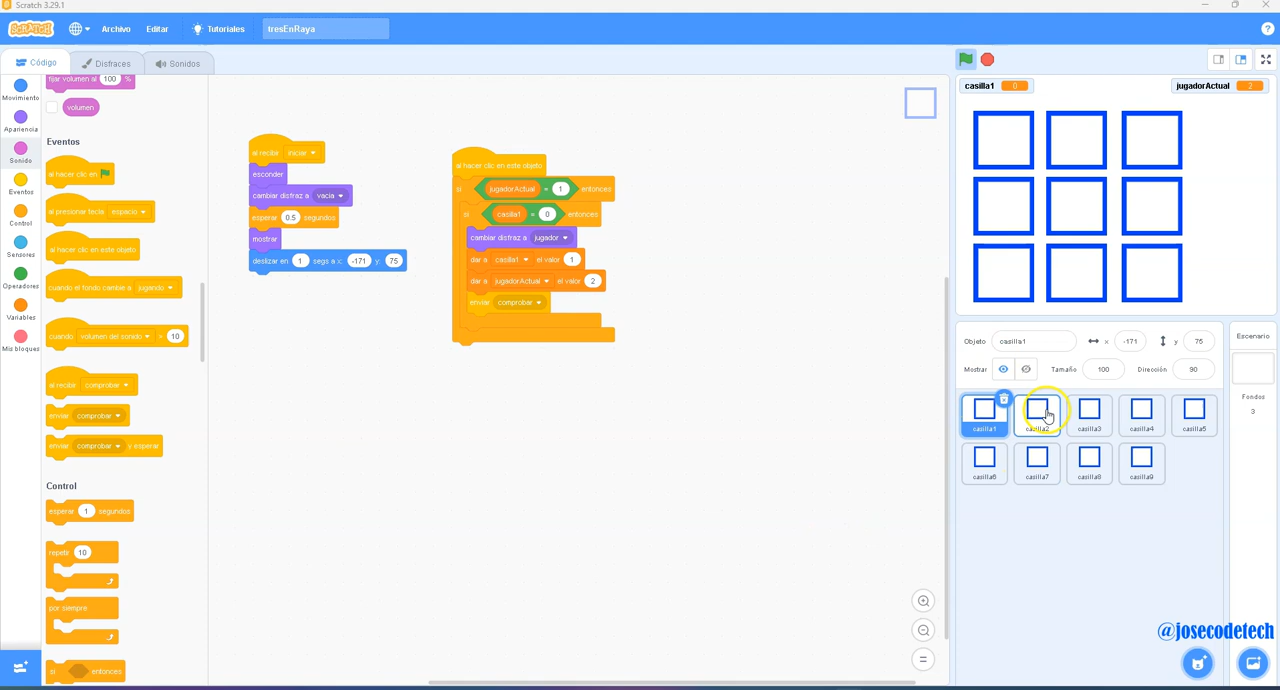 Scratch 3.29.1
SCRATCH Archivo Editar Tutoriales tresEnRaya
Código Disfraces Sonidos
Movimiento
Apariencia
Sonido
Eventos
Control
Sensores
Operadores
Variables
Mis bloques
fijar volumen al 100 %
volumen
Eventos
al hacer clic en
al presionar tecla espacio
al hacer clic en este objeto
cuando el fondo cambie a jugando
cuando volumen del sonido > 10
al recibir comprobar
enviar comprobar
enviar comprobar y esperar
Control
esperar 1 segundos
repetir 10
por siempre
si entonces
al recibir iniciar
esconder
cambiar disfraz a vacia
esperar 0.5 segundos
mostrar
deslizar en 1 segs a x: -171 y: 75
al hacer clic en este objeto
si jugadorActual = 1 entonces
si casilla1 = 0 entonces
cambiar disfraz a jugador
dar a casilla1 el valor 1
dar a jugadorActual el valor 2
enviar comprobar
casilla1 0 jugadorActual 2
Objeto casilla1 x -171 y 75
Mostrar Tamaño 100 Dirección 90
casilla1 casilla2 casilla3 casilla4 casilla5
casilla6 casilla7 casilla8 casilla9
Escenario
Fondos
3
@josecodetech